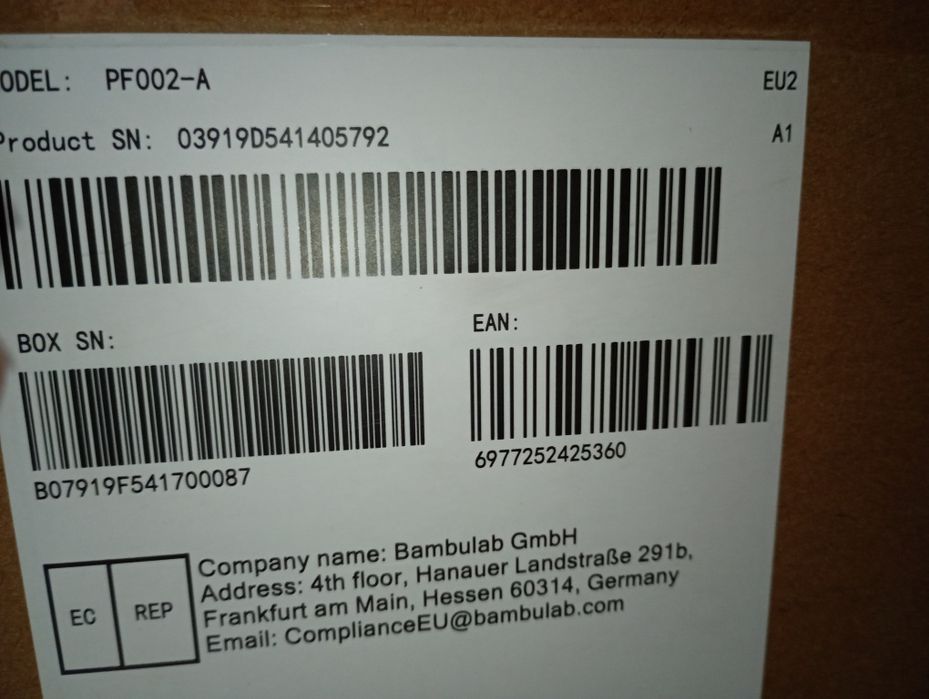 ODEL: PF002-A
EU2
Product SN: 03919D541405792
A1
BOX SN:
EAN:
B07919F541700087
6977252425360
EC REP
Company name: Bambulab GmbH
Address: 4th floor, Hanauer Landstraße 291b,
Frankfurt am Main, Hessen 60314, Germany
Email: ComplianceEU@bambulab.com